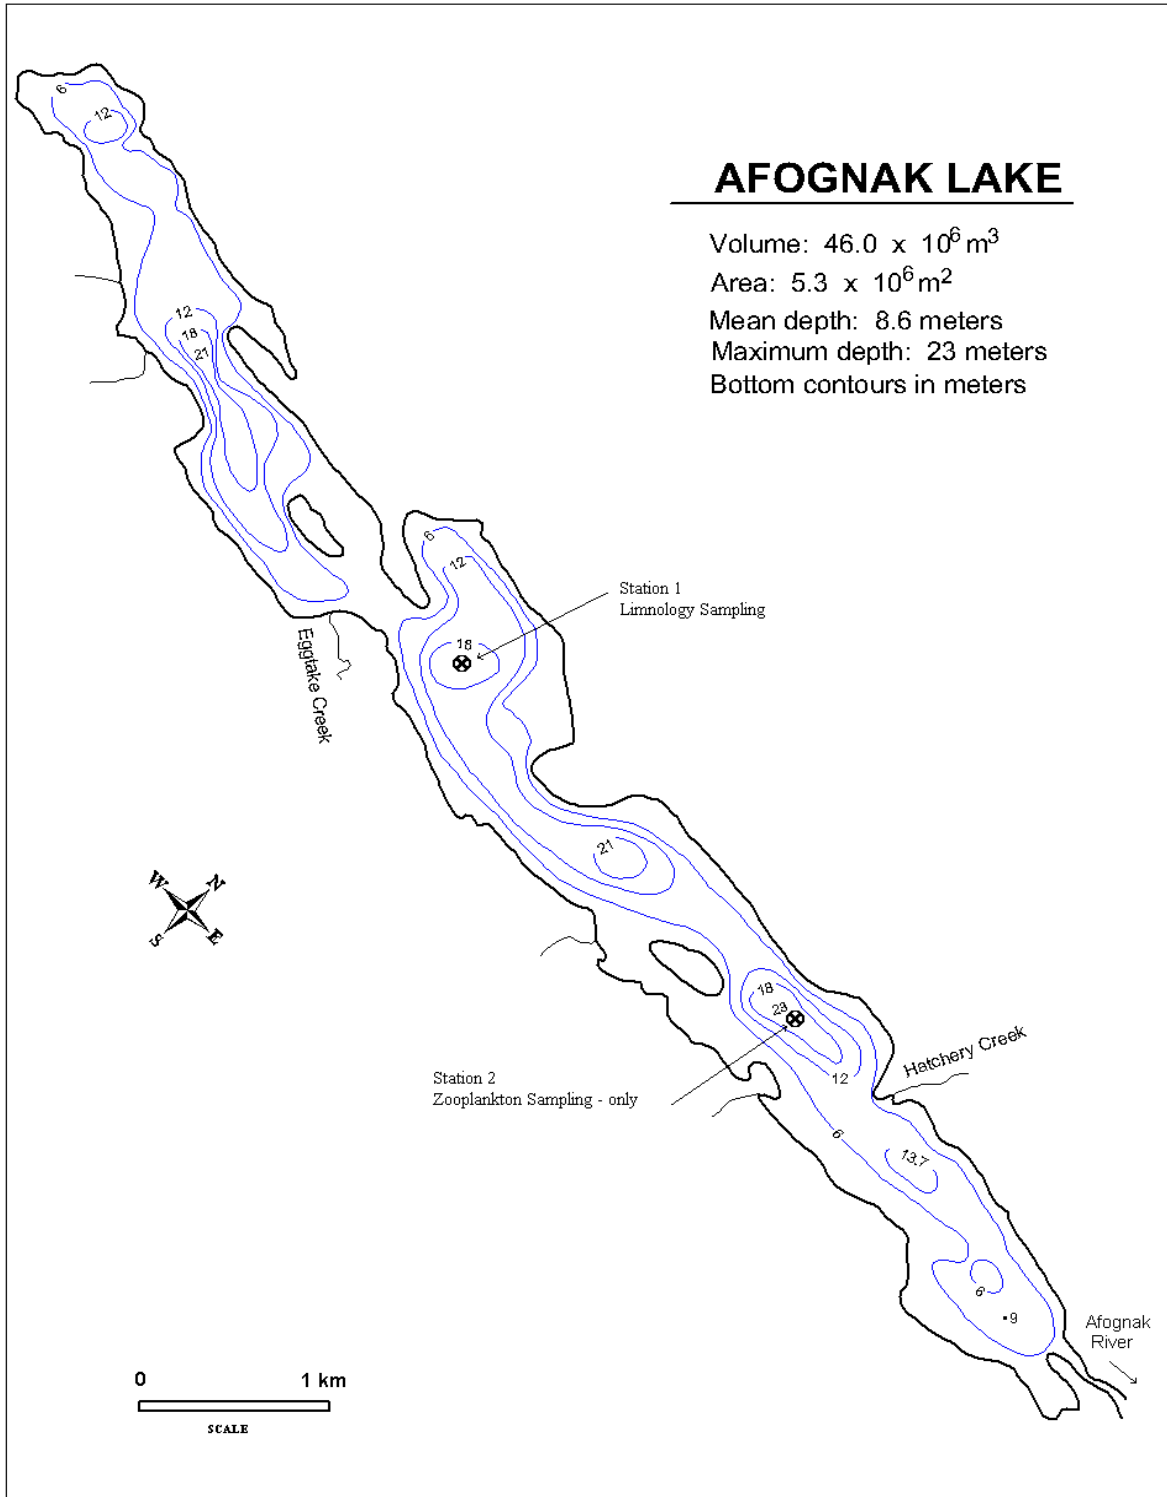 AFOGNAK LAKE
Volume: 46.0 x 10⁶ m³
Area: 5.3 x 10⁶ m²
Mean depth: 8.6 meters
Maximum depth: 23 meters
Bottom contours in meters
6
12
12
18
21
6
12
Station 1
Limnology Sampling
18
Eggtake Creek
21
W
N
S
E
18
23
Hatchery Creek
Station 2
Zooplankton Sampling - only
12
6
13.7
6
9
Afognak
River
0
1 km
SCALE